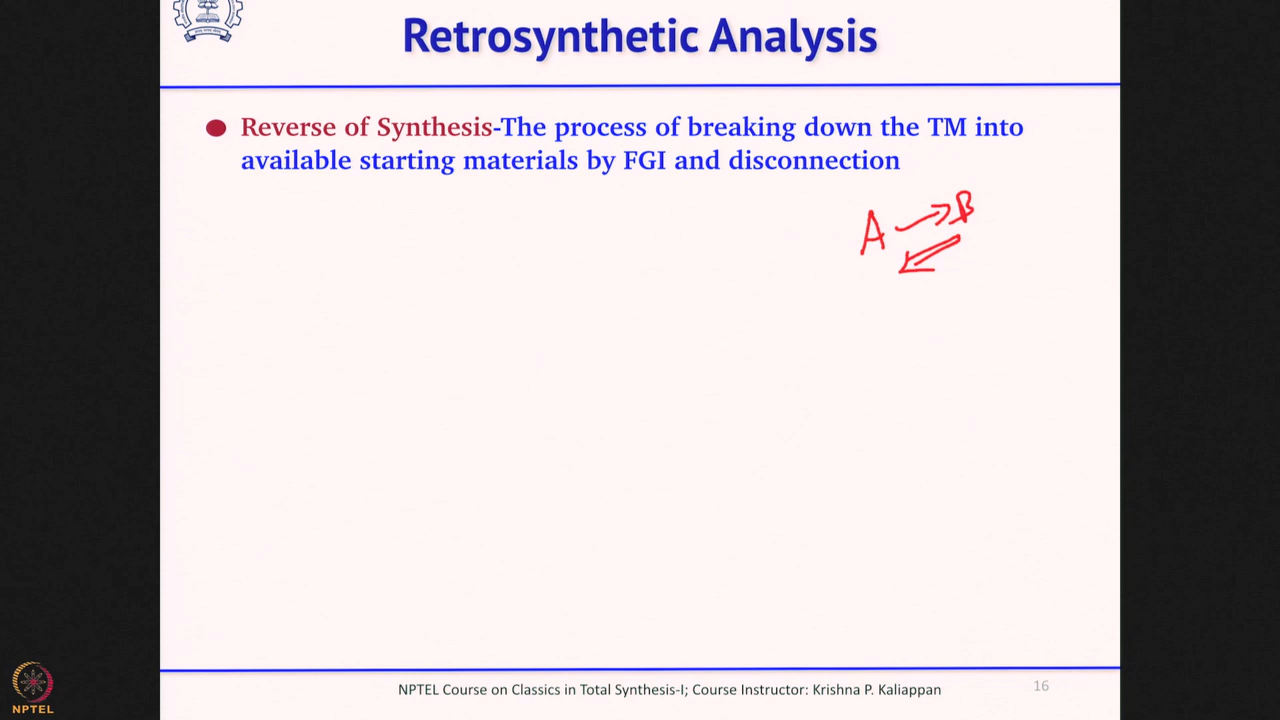 Retrosynthetic Analysis
Reverse of Synthesis-The process of breaking down the TM into
available starting materials by FGI and disconnection
A → B
NPTEL Course on Classics in Total Synthesis-I; Course Instructor: Krishna P. Kaliappan
16
NPTEL